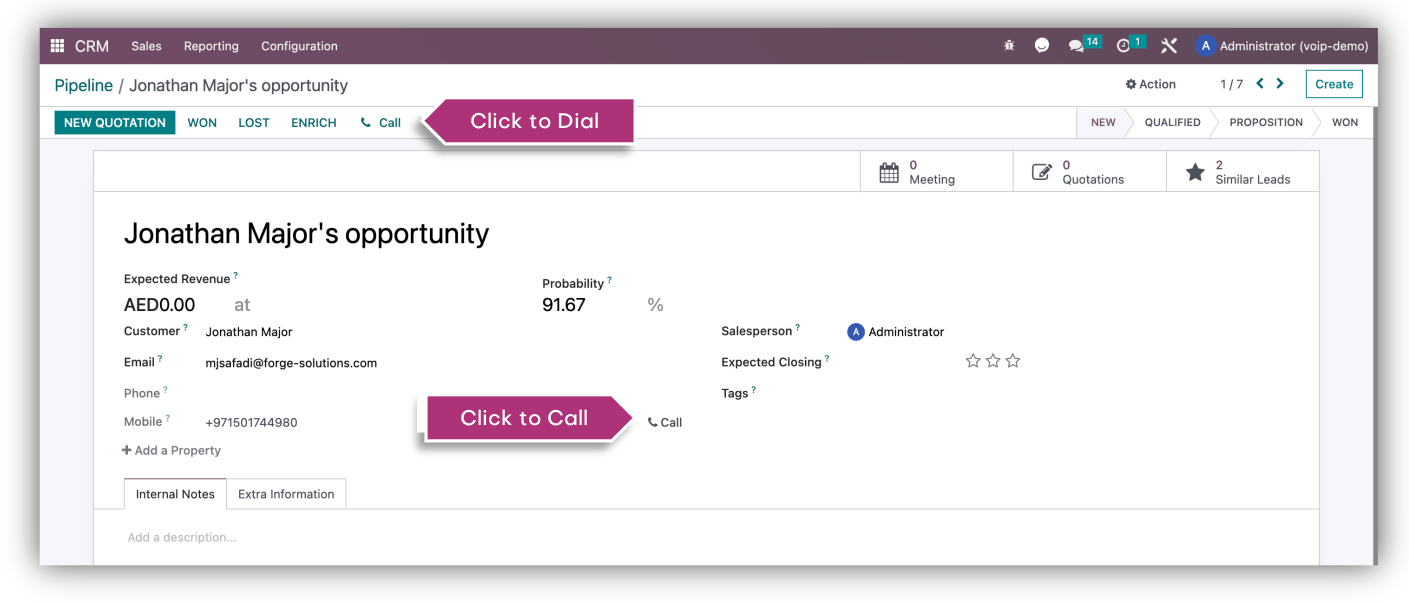 CRM Sales Reporting Configuration 14 1 A Administrator (voip-demo)
Pipeline / Jonathan Major's opportunity Action 1 / 7 Create
NEW QUOTATION WON LOST ENRICH Call Click to Dial NEW QUALIFIED PROPOSITION WON
0 Meeting
0 Quotations
2 Similar Leads
Jonathan Major's opportunity
Expected Revenue ? Probability ?
AED0.00 at 91.67 %
Customer ? Jonathan Major Salesperson ? A Administrator
Email ? mjsafadi@forge-solutions.com Expected Closing ?
Phone ? Tags ?
Mobile ? +971501744980 Click to Call Call
+ Add a Property
Internal Notes Extra Information
Add a description...